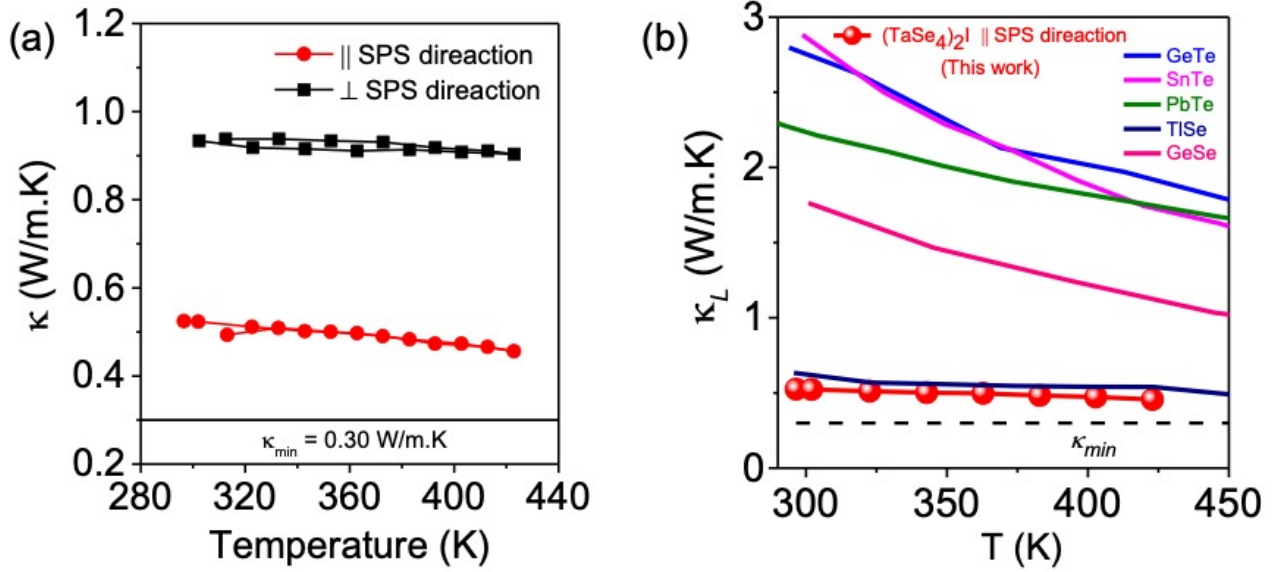 (a)
1.2
1.0
0.8
0.6
0.4
0.2
κ (W/m.K)
|| SPS direaction
⊥ SPS direaction
κmin = 0.30 W/m.K
280 320 360 400 440
Temperature (K)
(b)
3
2
1
0
κL (W/m.K)
(TaSe4)2I || SPS direaction
(This work)
GeTe
SnTe
PbTe
TlSe
GeSe
κmin
300 350 400 450
T (K)